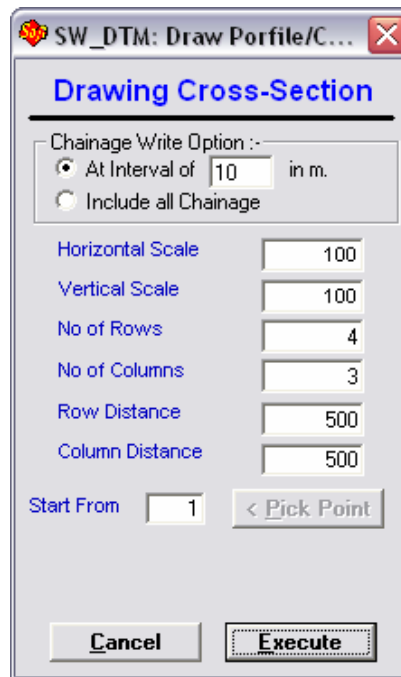 SW_DTM: Draw Porfile/C...
Drawing Cross-Section
Chainage Write Option :-
At Interval of 10 in m.
Include all Chainage
Horizontal Scale 100
Vertical Scale 100
No of Rows 4
No of Columns 3
Row Distance 500
Column Distance 500
Start From 1 < Pick Point
Cancel Execute